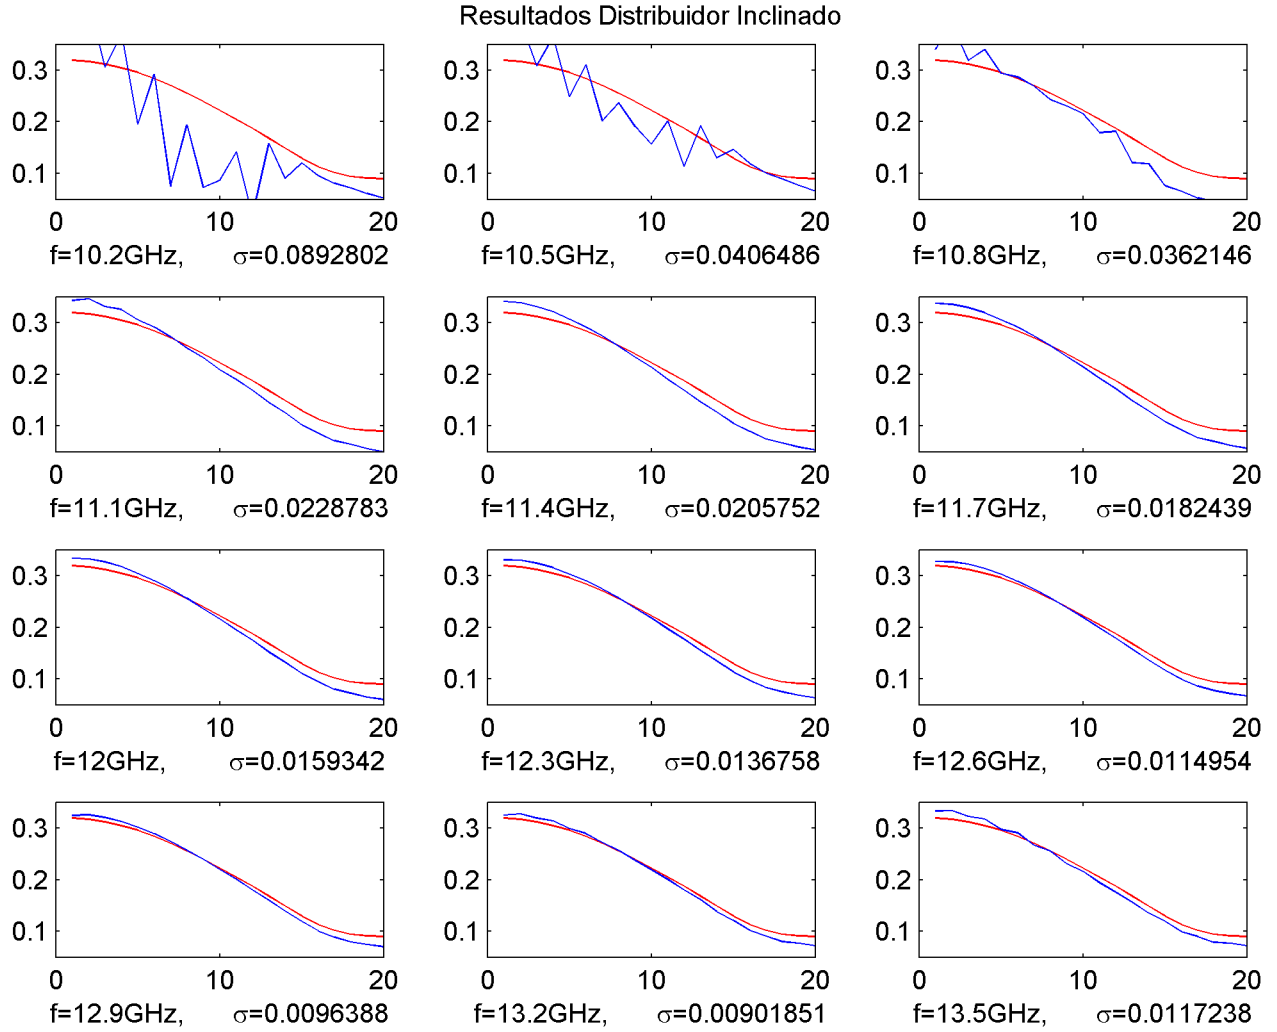 Resultados Distribuidor Inclinado
0.3 0.3 0.3
0.2 0.2 0.2
0.1 0.1 0.1
0 10 20 0 10 20 0 10 20
f=10.2GHz, σ=0.0892802 f=10.5GHz, σ=0.0406486 f=10.8GHz, σ=0.0362146
0.3 0.3 0.3
0.2 0.2 0.2
0.1 0.1 0.1
0 10 20 0 10 20 0 10 20
f=11.1GHz, σ=0.0228783 f=11.4GHz, σ=0.0205752 f=11.7GHz, σ=0.0182439
0.3 0.3 0.3
0.2 0.2 0.2
0.1 0.1 0.1
0 10 20 0 10 20 0 10 20
f=12GHz, σ=0.0159342 f=12.3GHz, σ=0.0136758 f=12.6GHz, σ=0.0114954
0.3 0.3 0.3
0.2 0.2 0.2
0.1 0.1 0.1
0 10 20 0 10 20 0 10 20
f=12.9GHz, σ=0.0096388 f=13.2GHz, σ=0.00901851 f=13.5GHz, σ=0.0117238